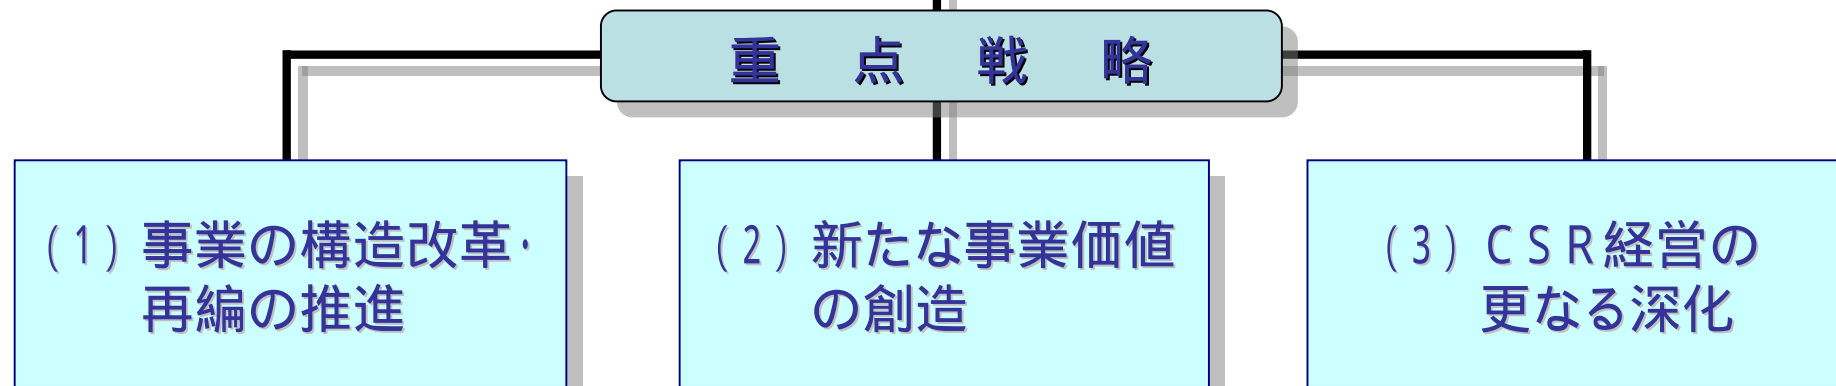 重　点　戦　略
(1) 事業の構造改革・
再編の推進
(2) 新たな事業価値
の創造
(3) CSR経営の
更なる深化